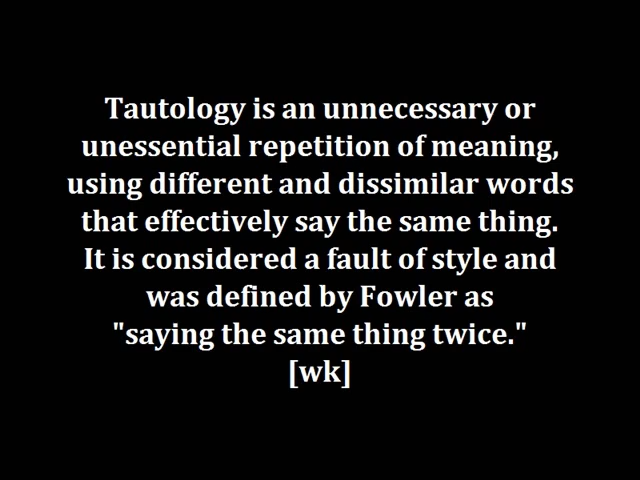 Tautology is an unnecessary or
unessential repetition of meaning,
using different and dissimilar words
that effectively say the same thing.
It is considered a fault of style and
was defined by Fowler as
"saying the same thing twice."
[wk]